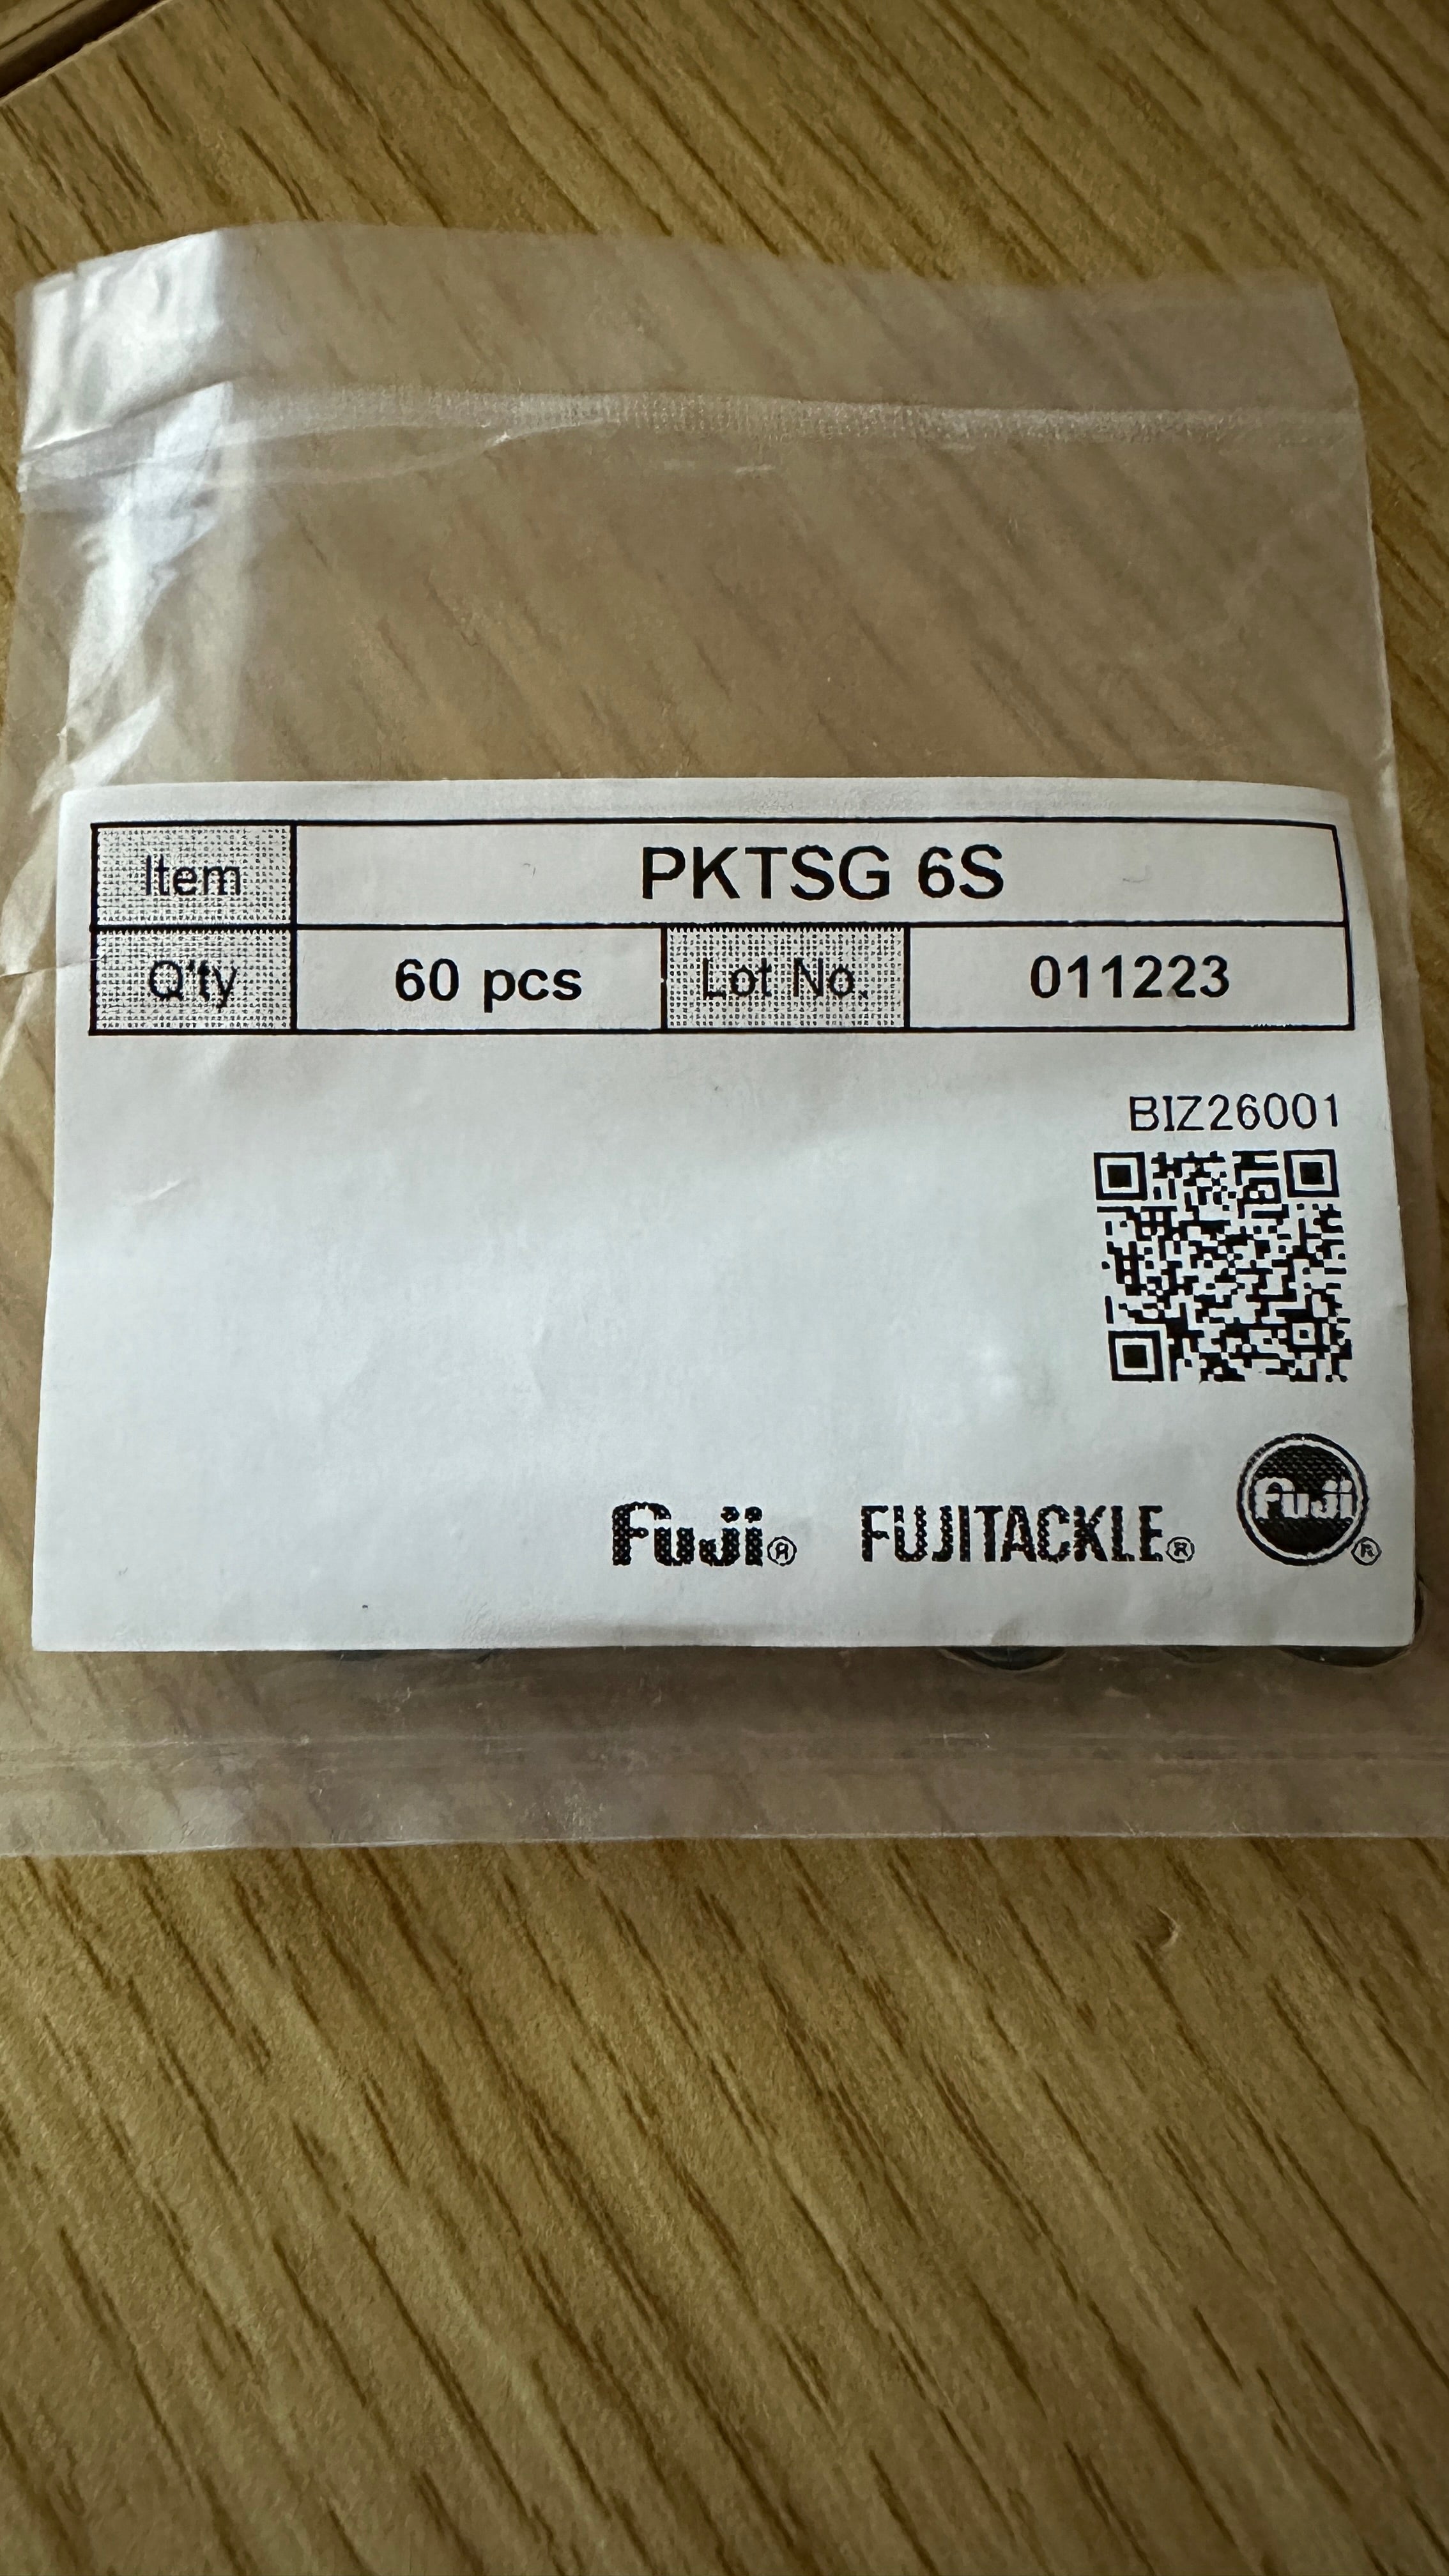 Item PKTSG 6S
Q'ty 60 pcs Lot No. 011223
BIZ26001
Fuji® FUJITACKLE® Fuji®